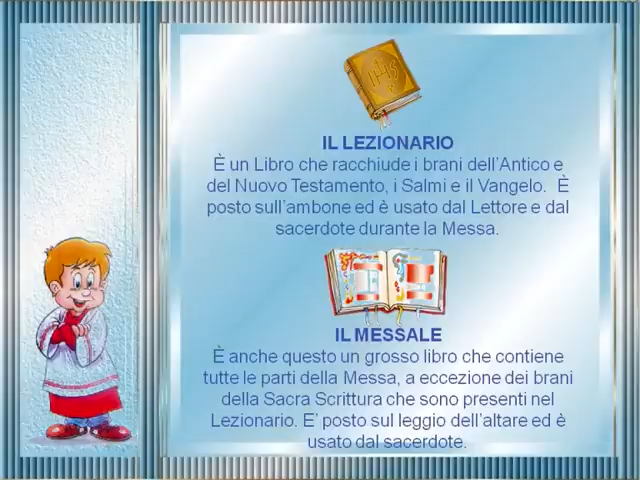 IHS
IL LEZIONARIO
È un Libro che racchiude i brani dell'Antico e
del Nuovo Testamento, i Salmi e il Vangelo. È
posto sull'ambone ed è usato dal Lettore e dal
sacerdote durante la Messa.
IL MESSALE
È anche questo un grosso libro che contiene
tutte le parti della Messa, a eccezione dei brani
della Sacra Scrittura che sono presenti nel
Lezionario. E' posto sul leggio dell'altare ed è
usato dal sacerdote.